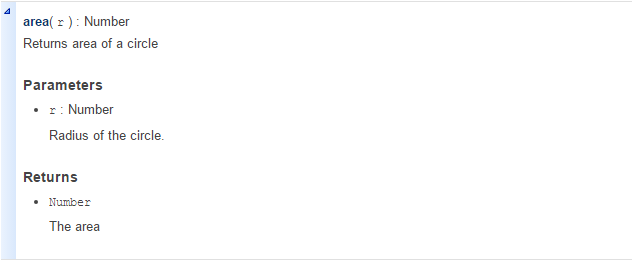 area( r ) : Number
Returns area of a circle
Parameters
• r : Number
Radius of the circle.
Returns
• Number
The area